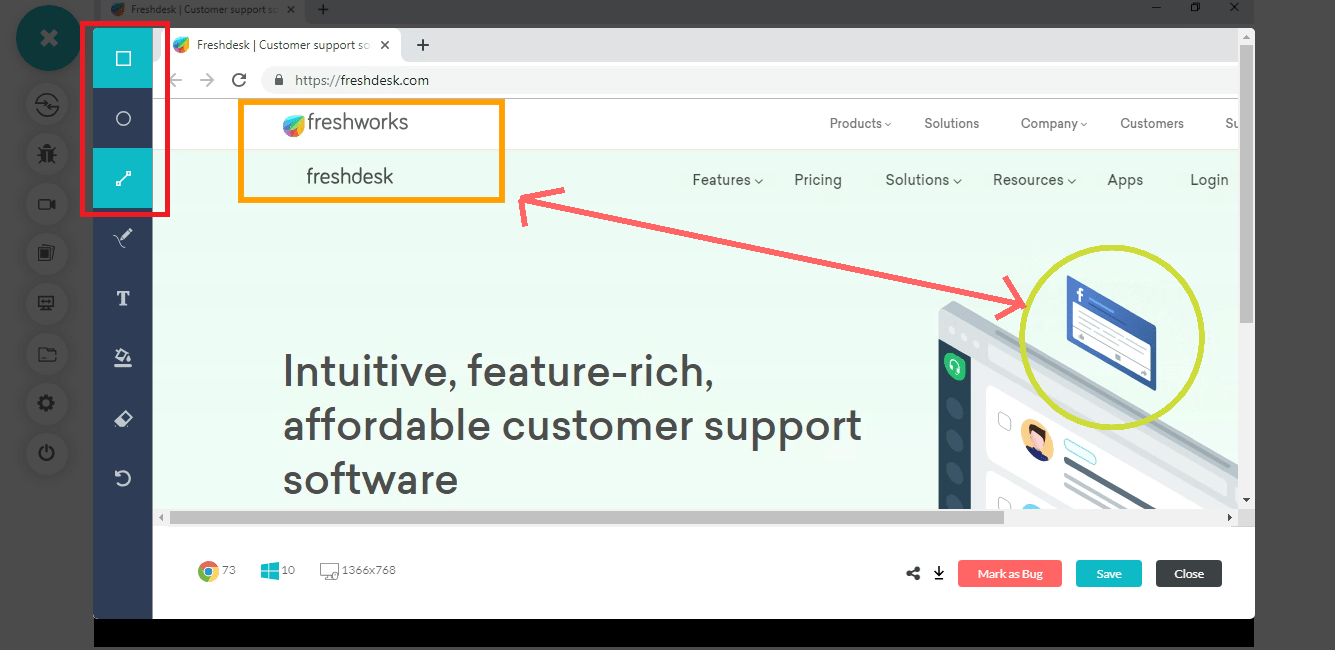 Freshdesk | Customer support so
Freshdesk | Customer support so
https://freshdesk.com
freshworks
Products
Solutions
Company
Customers
Su
freshdesk
Features
Pricing
Solutions
Resources
Apps
Login
T
Intuitive, feature-rich,
affordable customer support
software
73
10
1366x768
Mark as Bug
Save
Close